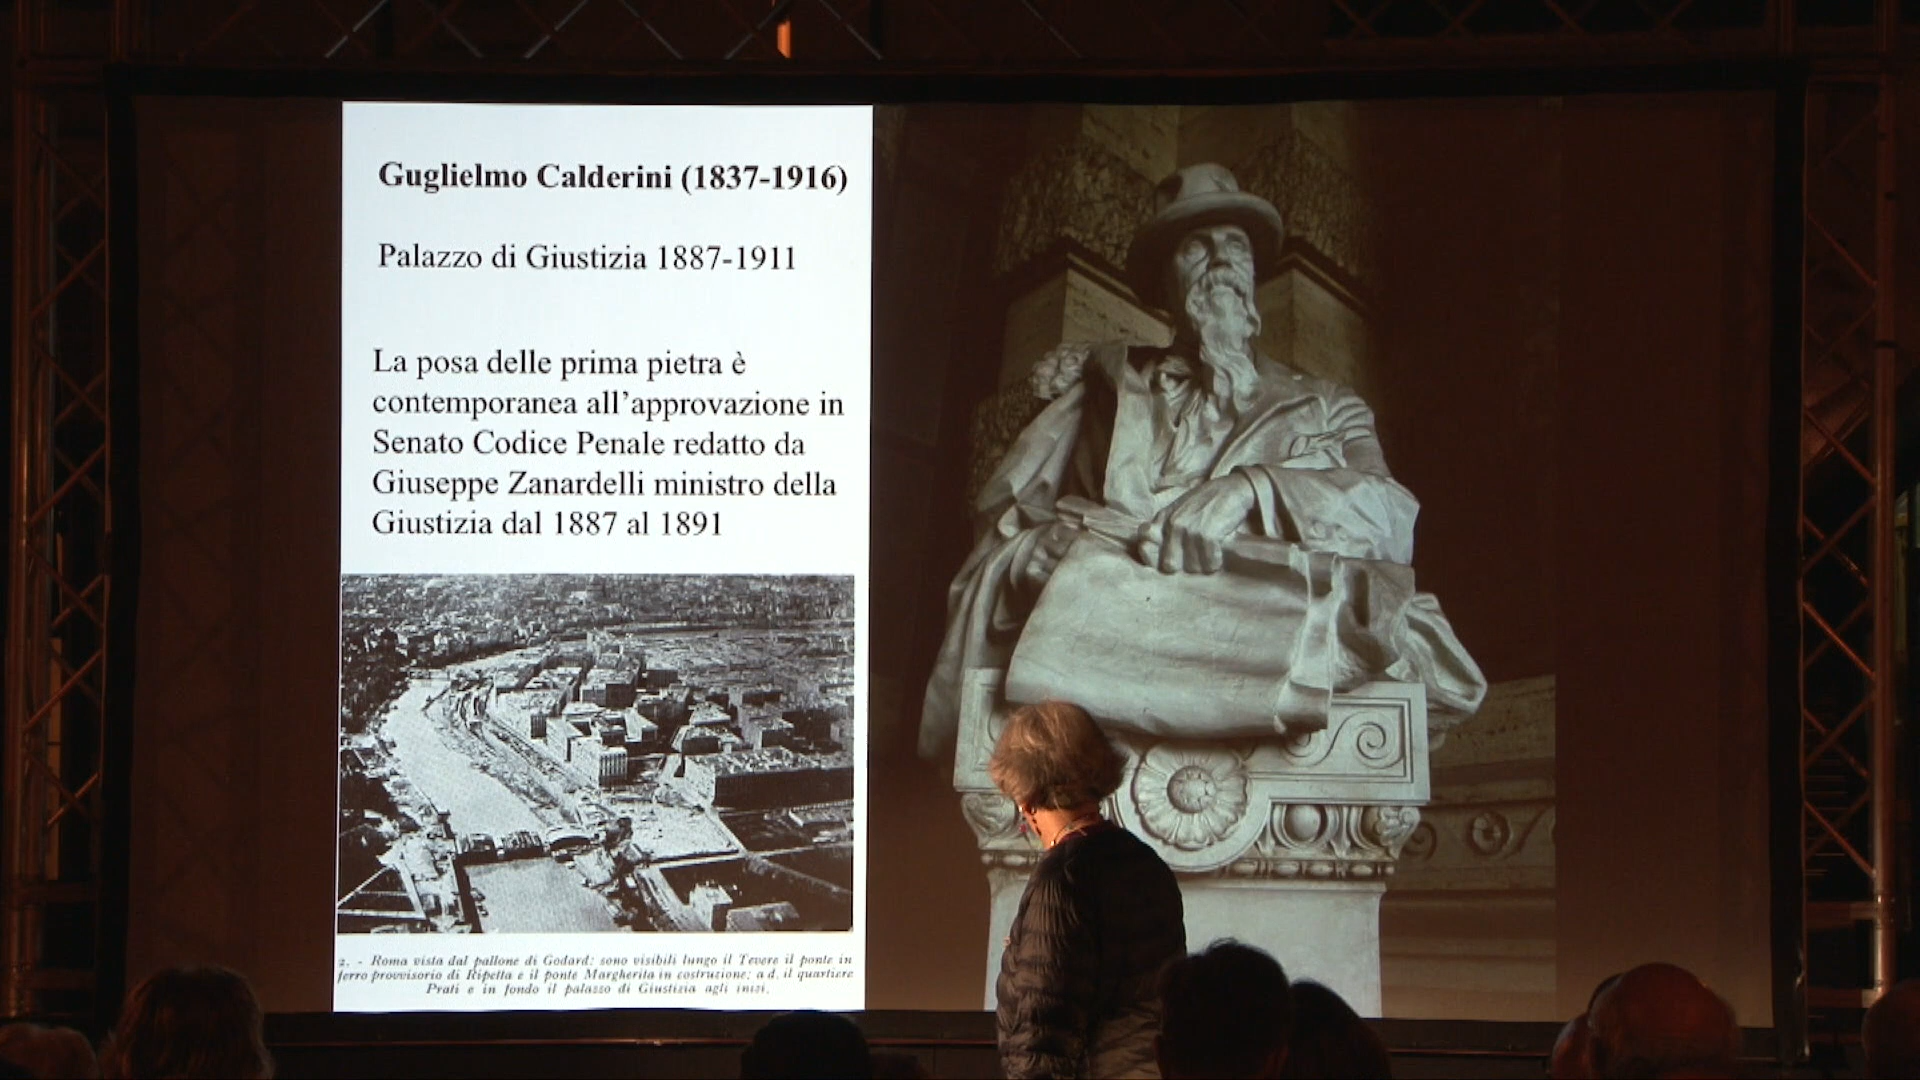 Guglielmo Calderini (1837-1916)
Palazzo di Giustizia 1887-1911
La posa delle prima pietra è
contemporanea all'approvazione in
Senato Codice Penale redatto da
Giuseppe Zanardelli ministro della
Giustizia dal 1887 al 1891
2. - Roma vista dal pallone di Godard: sono visibili lungo il Tevere il ponte in
ferro provvisorio di Ripetta e il ponte Margherita in costruzione; a d. il quartiere
Prati e in fondo il palazzo di Giustizia agli inizi.